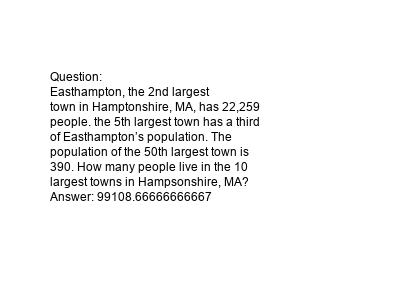 Question:
Easthampton, the 2nd largest
town in Hamptonshire, MA, has 22,259
people. the 5th largest town has a third
of Easthampton's population. The
population of the 50th largest town is
390. How many people live in the 10
largest towns in Hampsonshire, MA?
Answer: 99108.66666666667